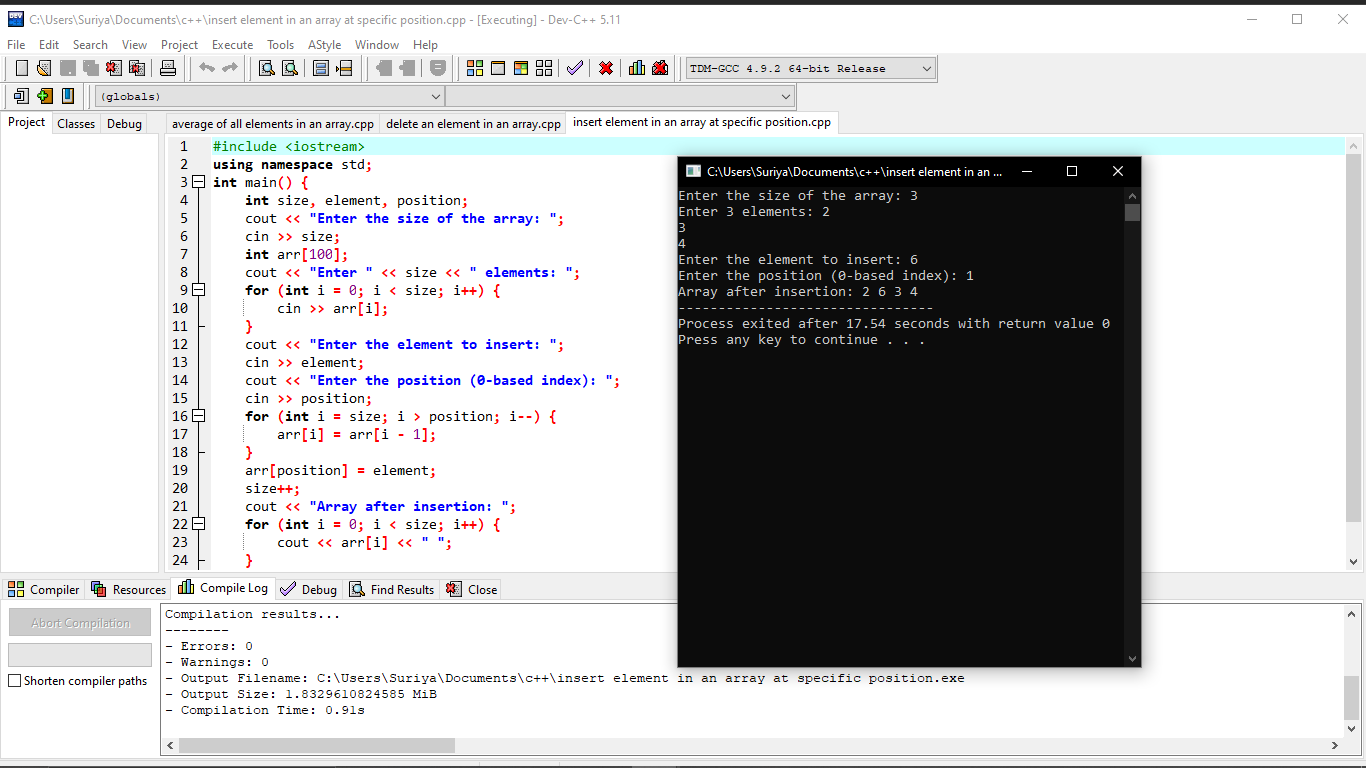 C:\Users\Suriya\Documents\c++\insert element in an array at specific position.cpp - [Executing] - Dev-C++ 5.11
File Edit Search View Project Execute Tools AStyle Window Help
TDM-GCC 4.9.2 64-bit Release
(globals)
Project Classes Debug
average of all elements in an array.cpp delete an element in an array.cpp insert element in an array at specific position.cpp
1 #include <iostream>
2 using namespace std;
3 int main() {
4 int size, element, position;
5 cout << "Enter the size of the array: ";
6 cin >> size;
7 int arr[100];
8 cout << "Enter " << size << " elements: ";
9 for (int i = 0; i < size; i++) {
10 cin >> arr[i];
11 }
12 cout << "Enter the element to insert: ";
13 cin >> element;
14 cout << "Enter the position (0-based index): ";
15 cin >> position;
16 for (int i = size; i > position; i--) {
17 arr[i] = arr[i - 1];
18 }
19 arr[position] = element;
20 size++;
21 cout << "Array after insertion: ";
22 for (int i = 0; i < size; i++) {
23 cout << arr[i] << " ";
24 }
C:\Users\Suriya\Documents\c++\insert element in an ...
Enter the size of the array: 3
Enter 3 elements: 2
3
4
Enter the element to insert: 6
Enter the position (0-based index): 1
Array after insertion: 2 6 3 4
--------------------------------
Process exited after 17.54 seconds with return value 0
Press any key to continue . . .
Compiler Resources Compile Log Debug Find Results Close
Abort Compilation
Shorten compiler paths
Compilation results...
--------
- Errors: 0
- Warnings: 0
- Output Filename: C:\Users\Suriya\Documents\c++\insert element in an array at specific position.exe
- Output Size: 1.8329610824585 MiB
- Compilation Time: 0.91s